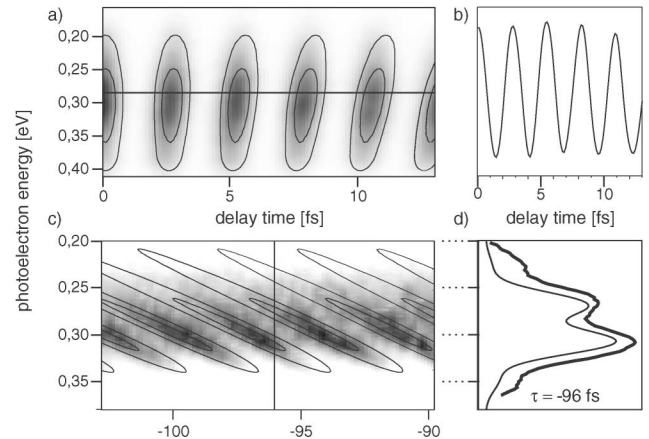 a)
b)
0,20
0,25
0,30
0,35
0,40
0
5
10
0
5
10
delay time [fs]
delay time [fs]
photoelectron energy [eV]
c)
d)
0,20
0,25
0,30
0,35
τ = -96 fs
-100
-95
-90